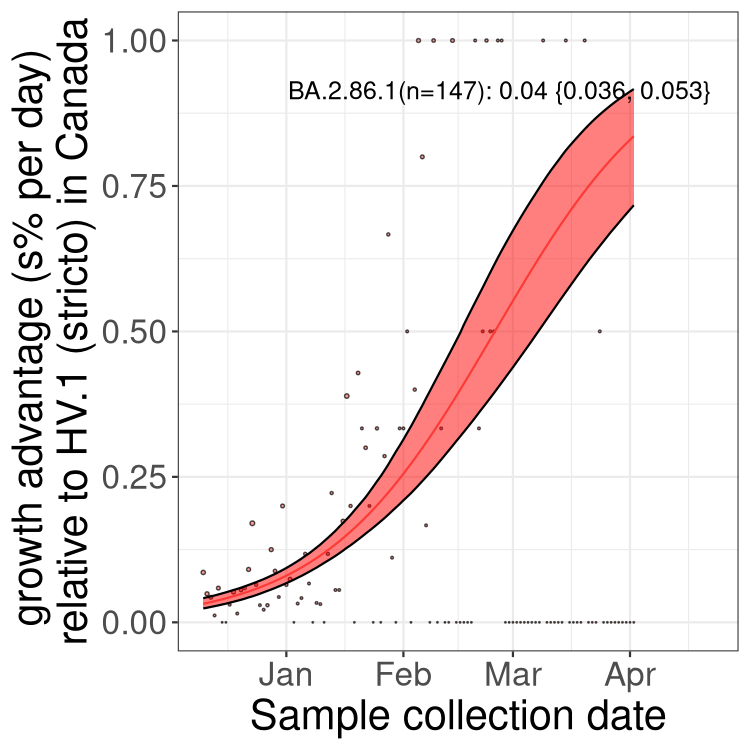 growth advantage (s% per day)
relative to HV.1 (stricto) in Canada
1.00
0.75
0.50
0.25
0.00
BA.2.86.1(n=147): 0.04 {0.036, 0.053}
Jan Feb Mar Apr
Sample collection date